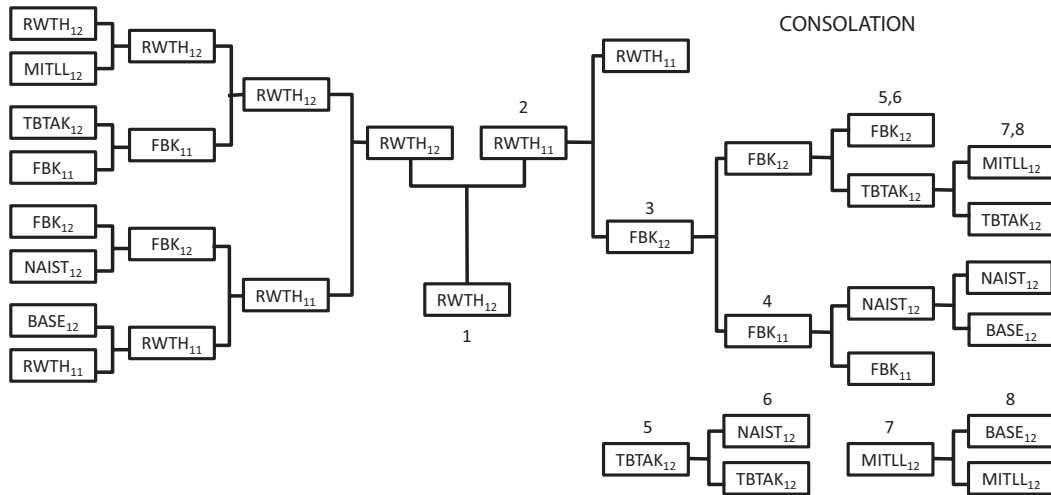 CONSOLATION
RWTH₁₂
MITLL₁₂
RWTH₁₂
TBTAK₁₂
FBK₁₁
FBK₁₁
RWTH₁₂
FBK₁₂
NAIST₁₂
FBK₁₂
BASE₁₂
RWTH₁₁
RWTH₁₁
RWTH₁₁
RWTH₁₂
RWTH₁₂
1
2
RWTH₁₁
RWTH₁₁
3
FBK₁₂
FBK₁₂
5,6
FBK₁₂
TBTAK₁₂
7,8
MITLL₁₂
TBTAK₁₂
4
FBK₁₁
NAIST₁₂
FBK₁₁
NAIST₁₂
BASE₁₂
5
TBTAK₁₂
6
NAIST₁₂
TBTAK₁₂
7
MITLL₁₂
8
BASE₁₂
MITLL₁₂